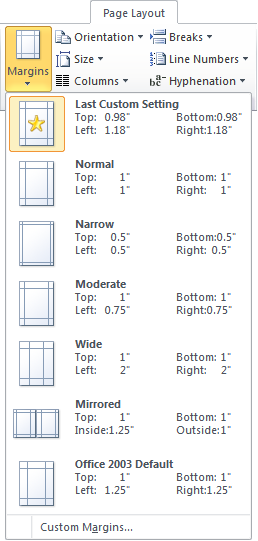 Page Layout
Margins
Orientation
Breaks
Size
Line Numbers
Columns
Hyphenation
Last Custom Setting
Top: 0.98" Bottom:0.98"
Left: 1.18" Right:1.18"
Normal
Top: 1" Bottom: 1"
Left: 1" Right: 1"
Narrow
Top: 0.5" Bottom:0.5"
Left: 0.5" Right: 0.5"
Moderate
Top: 1" Bottom: 1"
Left: 0.75" Right:0.75"
Wide
Top: 1" Bottom: 1"
Left: 2" Right: 2"
Mirrored
Top: 1" Bottom: 1"
Inside:1.25" Outside:1"
Office 2003 Default
Top: 1" Bottom: 1"
Left: 1.25" Right:1.25"
Custom Margins...